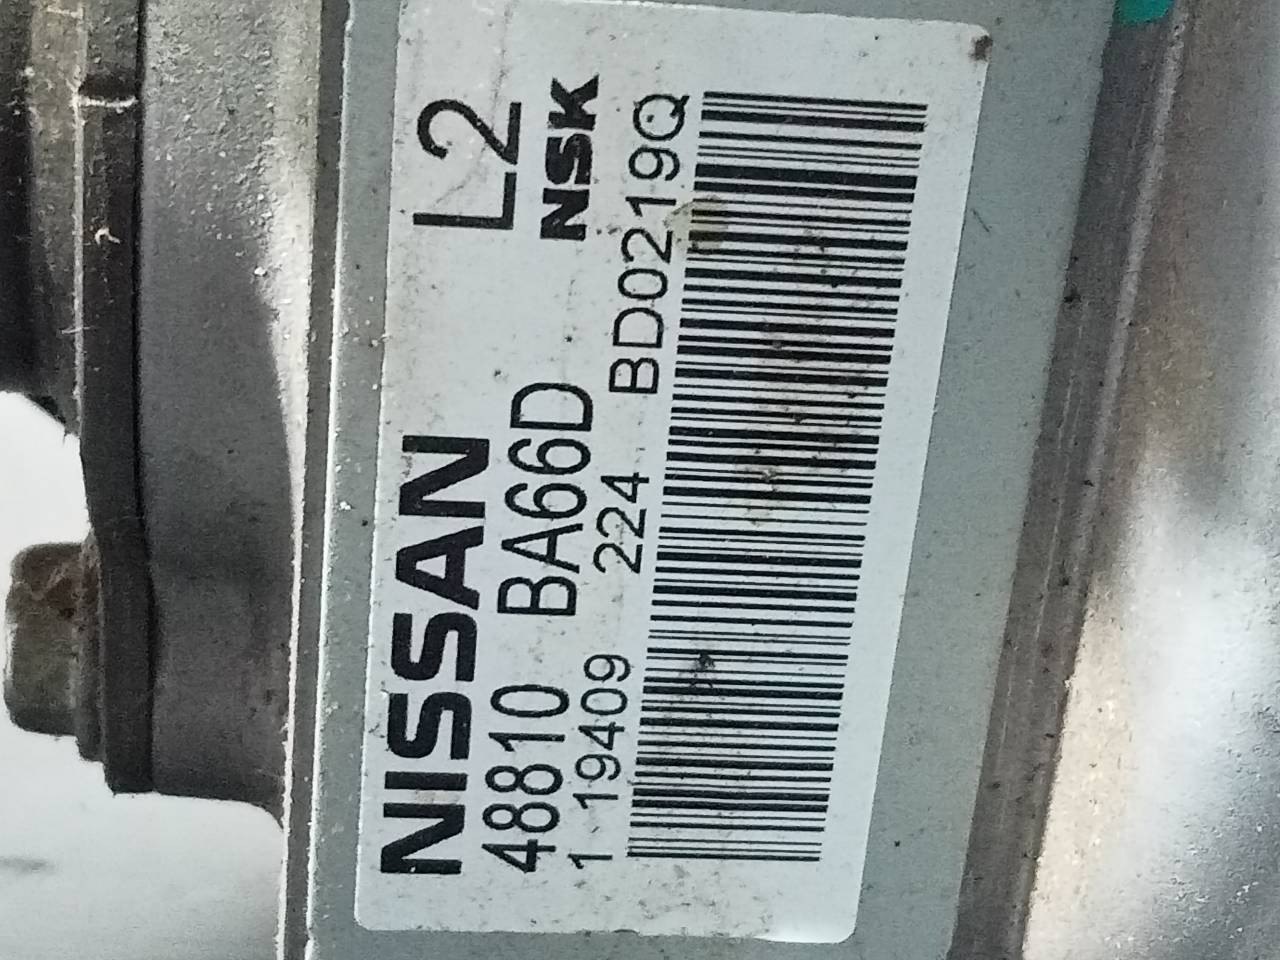 NISSAN L2
48810 BA66D NSK
1 19409 224 BD0219Q